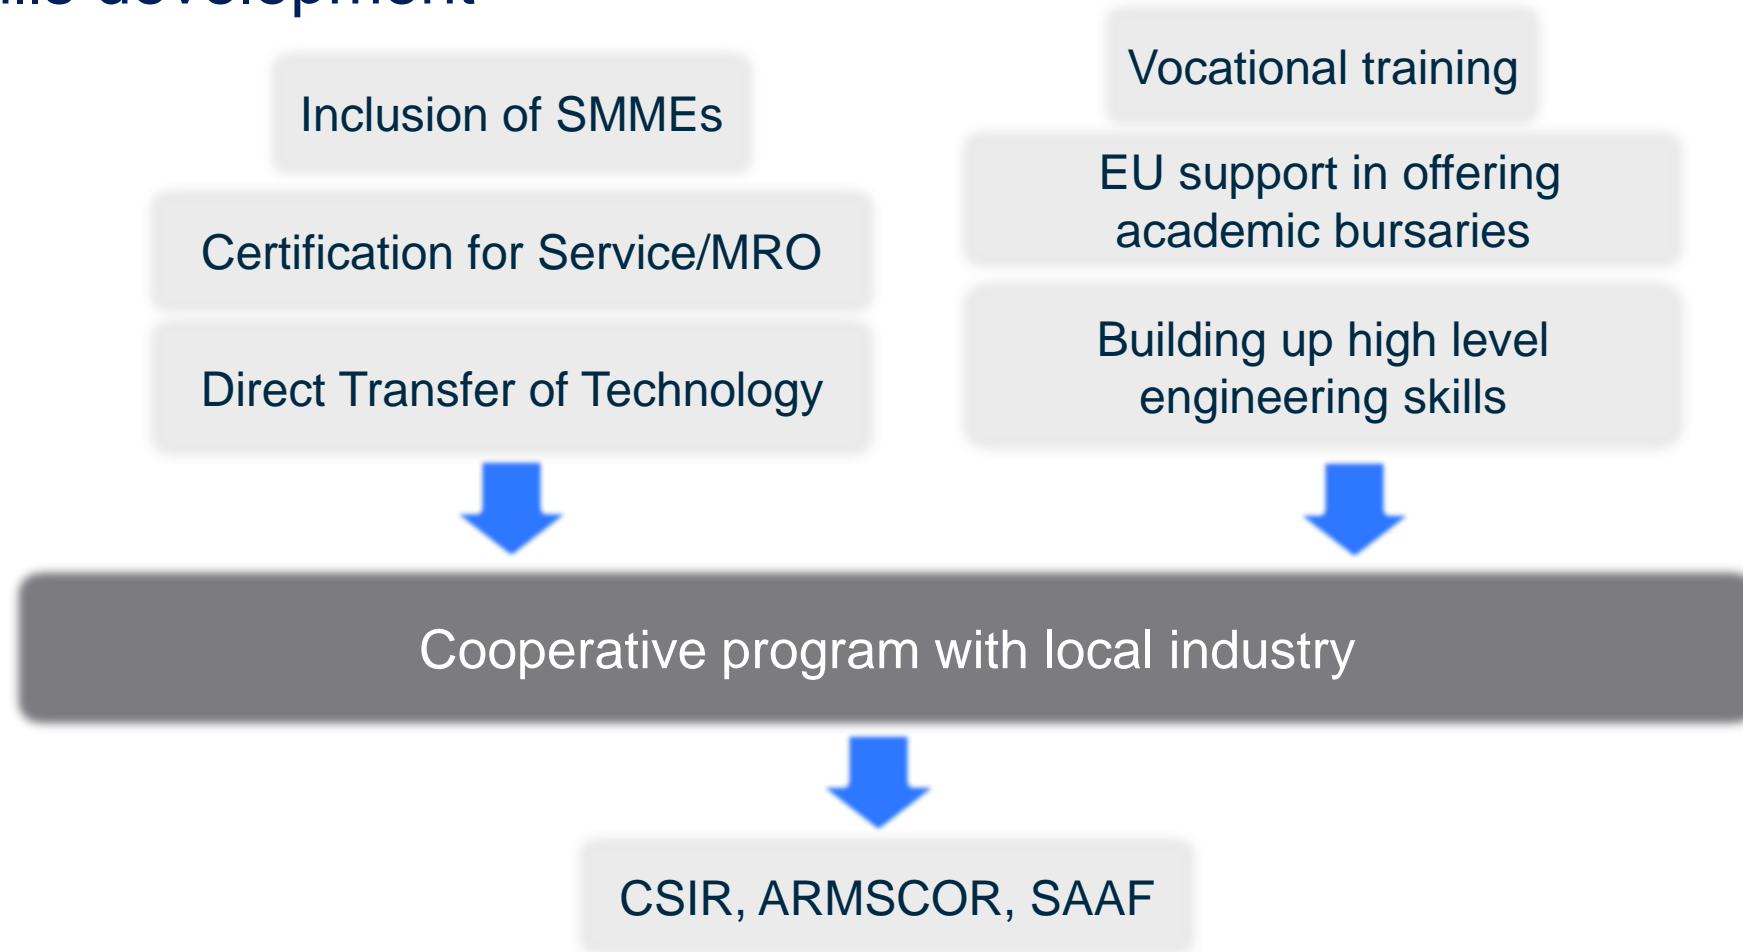 development
Inclusion of SMMEs
Certification for Service/MRO
Direct Transfer of Technology
Vocational training
EU support in offering
academic bursaries
Building up high level
engineering skills
Cooperative program with local industry
CSIR, ARMSCOR, SAAF